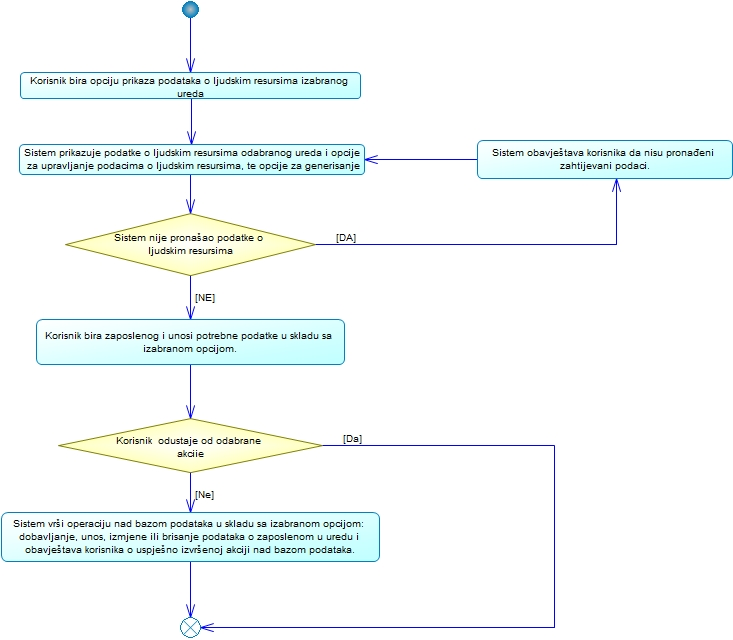 Korisnik bira opciju prikaza podataka o ljudskim resursima izabranog
ureda
Sistem prikazuje podatke o ljudskim resursima odabranog ureda i opcije
za upravljanje podacima o ljudskim resursima, te opcije za generisanje
Sistem obavještava korisnika da nisu pronađeni
zahtijevani podaci.
Sistem nije pronašao podatke o
ljudskim resursima
[DA]
[NE]
Korisnik bira zaposlenog i unosi potrebne podatke u skladu sa
izabranom opcijom.
Korisnik odustaje od odabrane
akcije
[Da]
[Ne]
Sistem vrši operaciju nad bazom podataka u skladu sa izabranom opcijom:
dobavljanje, unos, izmjene ili brisanje podataka o zaposlenom u uredu i
obavještava korisnika o uspješno izvršenoj akciji nad bazom podataka.